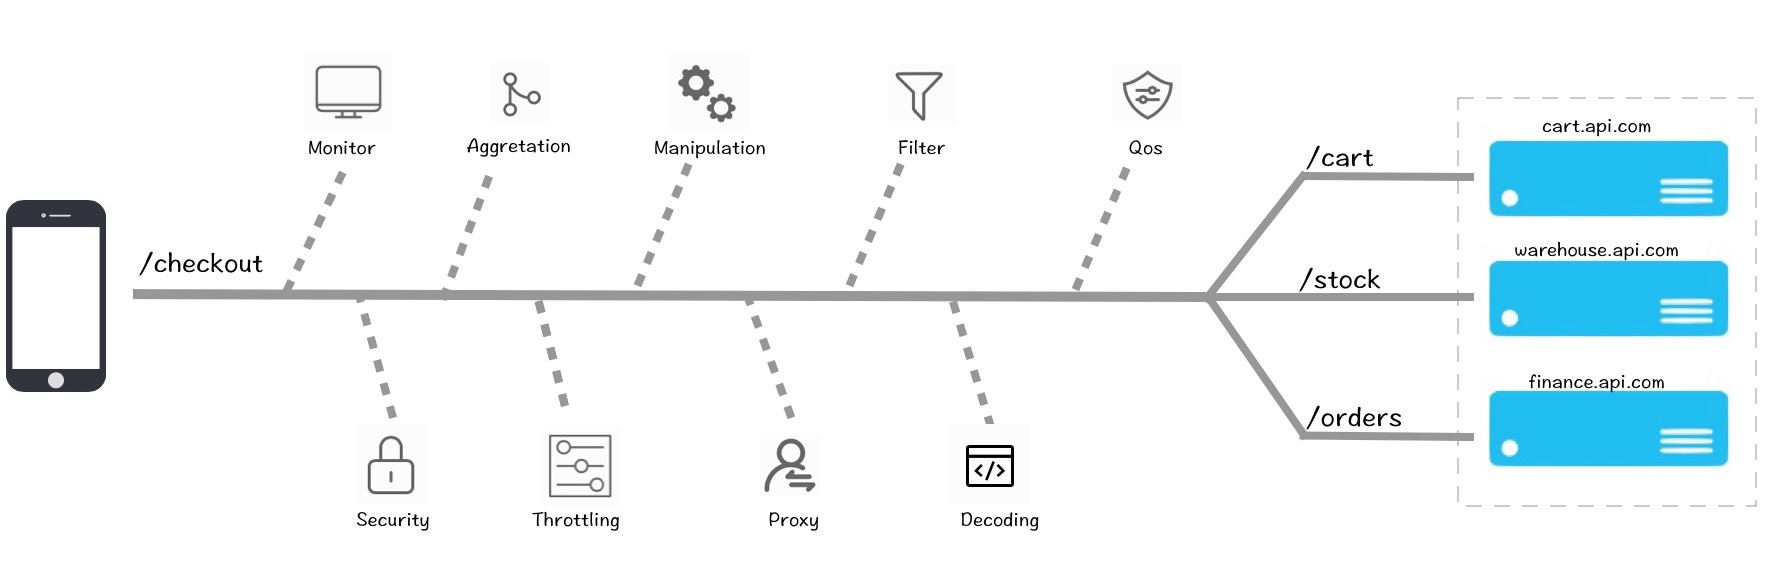 Monitor
Aggretation
Manipulation
Filter
Qos
/checkout
Security
Throttling
Proxy
Decoding
/cart
/stock
/orders
cart.api.com
warehouse.api.com
finance.api.com